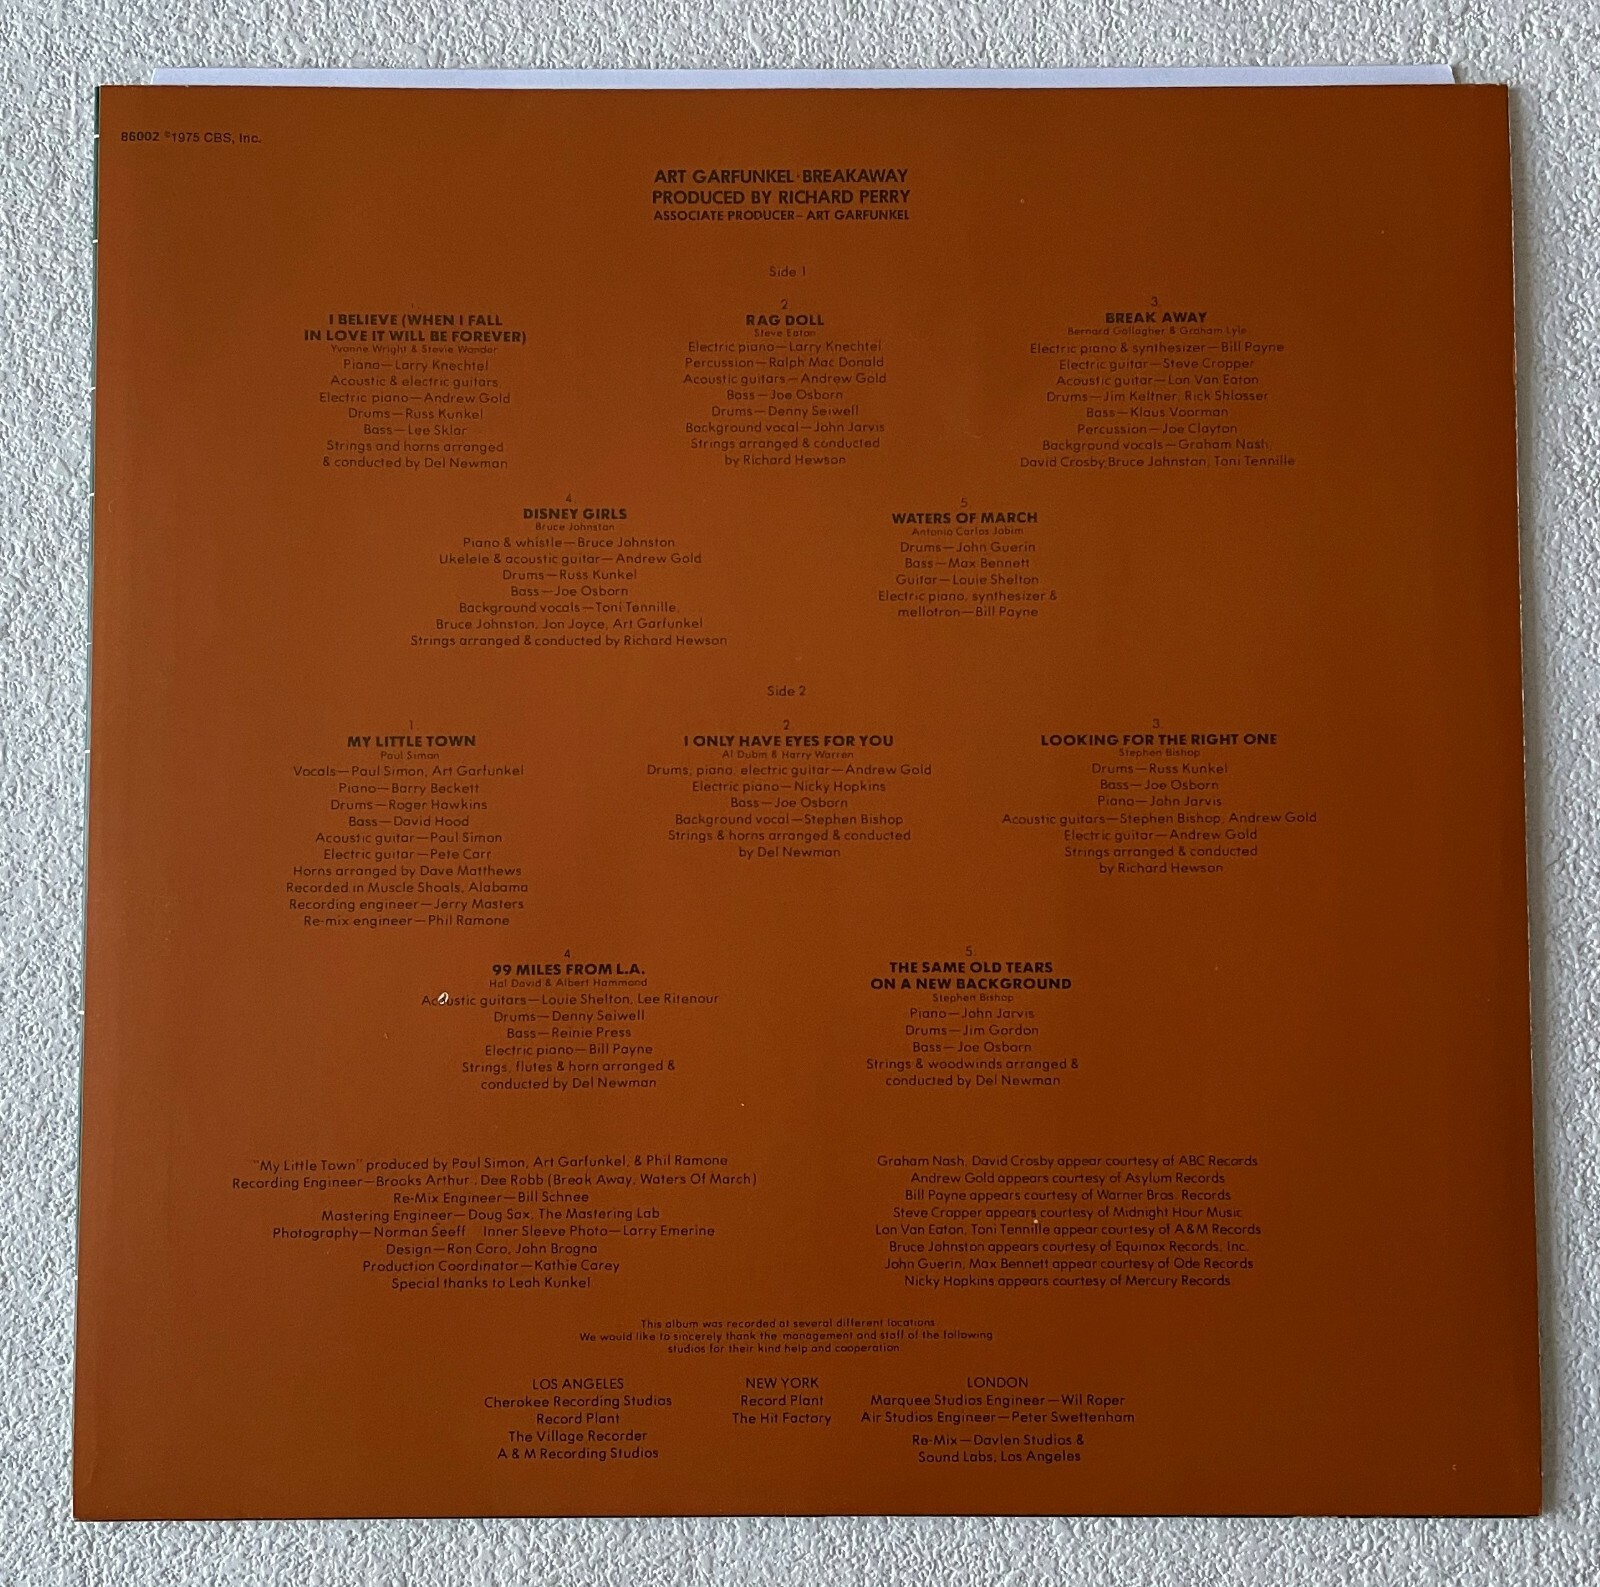 86002 ©1975 CBS, Inc.
ART GARFUNKEL·BREAKAWAY
PRODUCED BY RICHARD PERRY
ASSOCIATE PRODUCER–ART GARFUNKEL
Side 1
I BELIEVE (WHEN I FALL
IN LOVE IT WILL BE FOREVER)
Yvonne Wright & Stevie Wonder
Piano—Larry Knechtel
Acoustic & electric guitars
Electric piano—Andrew Gold
Drums—Russ Kunkel
Bass—Lee Sklar
Strings and horns arranged
& conducted by Del Newman
2
RAG DOLL
Steve Eaton
Electric piano—Larry Knechtel
Percussion—Ralph Mac Donald
Acoustic guitars—Andrew Gold
Bass—Joe Osborn
Drums—Denny Seiwell
Background vocal—John Jarvis
Strings arranged & conducted
by Richard Hewson
3.
BREAK AWAY
Bernard Gollagher & Graham Lyle
Electric piano & synthesizer—Bill Payne
Electric guitar—Steve Cropper
Acoustic guitar—Lon Van Eaton
Drums—Jim Keltner, Rick Shlosser
Bass—Klaus Voorman
Percussion—Joe Clayton
Background vocals—Graham Nash,
David Crosby, Bruce Johnston, Toni Tennille
4.
DISNEY GIRLS
Bruce Johnston
Piano & whistle—Bruce Johnston
Ukelele & acoustic guitar—Andrew Gold
Drums—Russ Kunkel
Bass—Joe Osborn
Background vocals—Toni Tennille,
Bruce Johnston, Jon Joyce, Art Garfunkel
Strings arranged & conducted by Richard Hewson
5.
WATERS OF MARCH
Antonio Carlos Jobim
Drums—John Guerin
Bass—Max Bennett
Guitar—Louie Shelton
Electric piano, synthesizer &
mellotron—Bill Payne
Side 2
1.
MY LITTLE TOWN
Paul Simon
Vocals—Paul Simon, Art Garfunkel
Piano—Barry Beckett
Drums—Roger Hawkins
Bass—David Hood
Acoustic guitar—Paul Simon
Electric guitar—Pete Carr
Horns arranged by Dave Matthews
Recorded in Muscle Shoals, Alabama
Recording engineer—Jerry Masters
Re-mix engineer—Phil Ramone
2
I ONLY HAVE EYES FOR YOU
Al Dubin & Harry Warren
Drums, piano, electric guitar—Andrew Gold
Electric piano—Nicky Hopkins
Bass—Joe Osborn
Background vocal—Stephen Bishop
Strings & horns arranged & conducted
by Del Newman
3.
LOOKING FOR THE RIGHT ONE
Stephen Bishop
Drums—Russ Kunkel
Bass—Joe Osborn
Piano—John Jarvis
Acoustic guitars—Stephen Bishop, Andrew Gold
Electric guitar—Andrew Gold
Strings arranged & conducted
by Richard Hewson
4.
99 MILES FROM L.A.
Hal David & Albert Hammond
Acoustic guitars—Louie Shelton, Lee Ritenour
Drums—Denny Seiwell
Bass—Reinie Press
Electric piano—Bill Payne
Strings, flutes & horn arranged &
conducted by Del Newman
5.
THE SAME OLD TEARS
ON A NEW BACKGROUND
Stephen Bishop
Piano—John Jarvis
Drums—Jim Gordon
Bass—Joe Osborn
Strings & woodwinds arranged &
conducted by Del Newman
"My Little Town" produced by Paul Simon, Art Garfunkel, & Phil Ramone
Recording Engineer—Brooks Arthur . Dee Robb (Break Away, Waters Of March)
Re-Mix Engineer—Bill Schnee
Mastering Engineer—Doug Sax, The Mastering Lab
Photography—Norman Seeff Inner Sleeve Photo—Larry Emerine
Design—Ron Coro, John Brogna
Production Coordinator—Kathie Carey
Special thanks to Leah Kunkel
Graham Nash, David Crosby appear courtesy of ABC Records
Andrew Gold appears courtesy of Asylum Records
Bill Payne appears courtesy of Warner Bros. Records
Steve Cropper appears courtesy of Midnight Hour Music
Lon Van Eaton, Toni Tennille appear courtesy of A&M Records
Bruce Johnston appears courtesy of Equinox Records, Inc.
John Guerin, Max Bennett appear courtesy of Ode Records
Nicky Hopkins appears courtesy of Mercury Records
This album was recorded at several different locations
We would like to sincerely thank the management and staff of the following
studios for their kind help and cooperation
LOS ANGELES
Cherokee Recording Studios
Record Plant
The Village Recorder
A & M Recording Studios
NEW YORK
Record Plant
The Hit Factory
LONDON
Marquee Studios Engineer—Wil Roper
Air Studios Engineer—Peter Swettenham
Re-Mix—Davlen Studios &
Sound Labs, Los Angeles